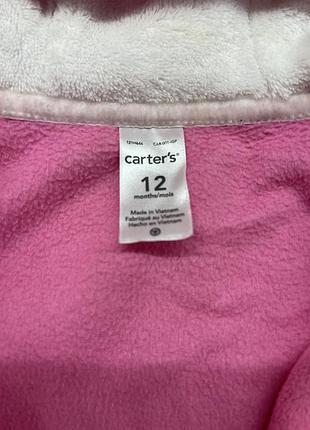 carter's®
12
months/mois
Made in Vietnam
Fabriqué au Vietnam
Hecho en Vietnam